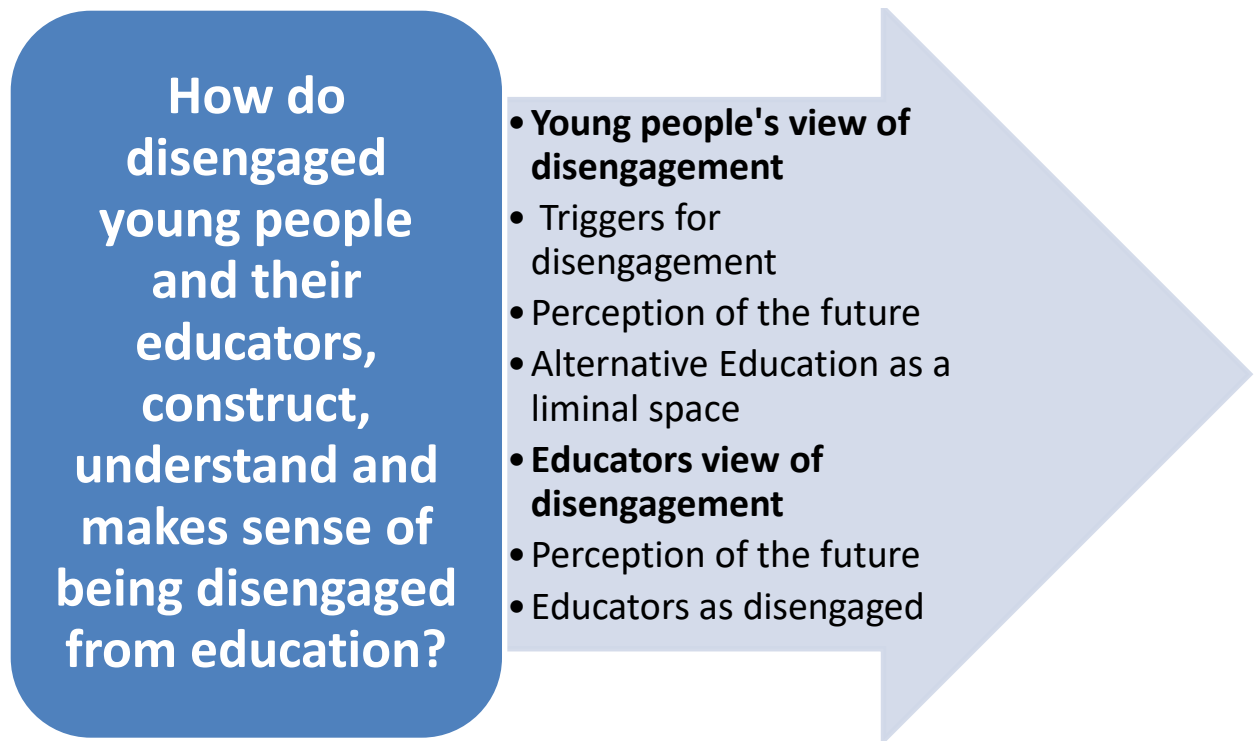 How do
disengaged
young people
and their
educators,
construct,
understand and
makes sense of
being disengaged
from education?
• Young people's view of
disengagement
• Triggers for
disengagement
• Perception of the future
• Alternative Education as a
liminal space
• Educators view of
disengagement
• Perception of the future
• Educators as disengaged